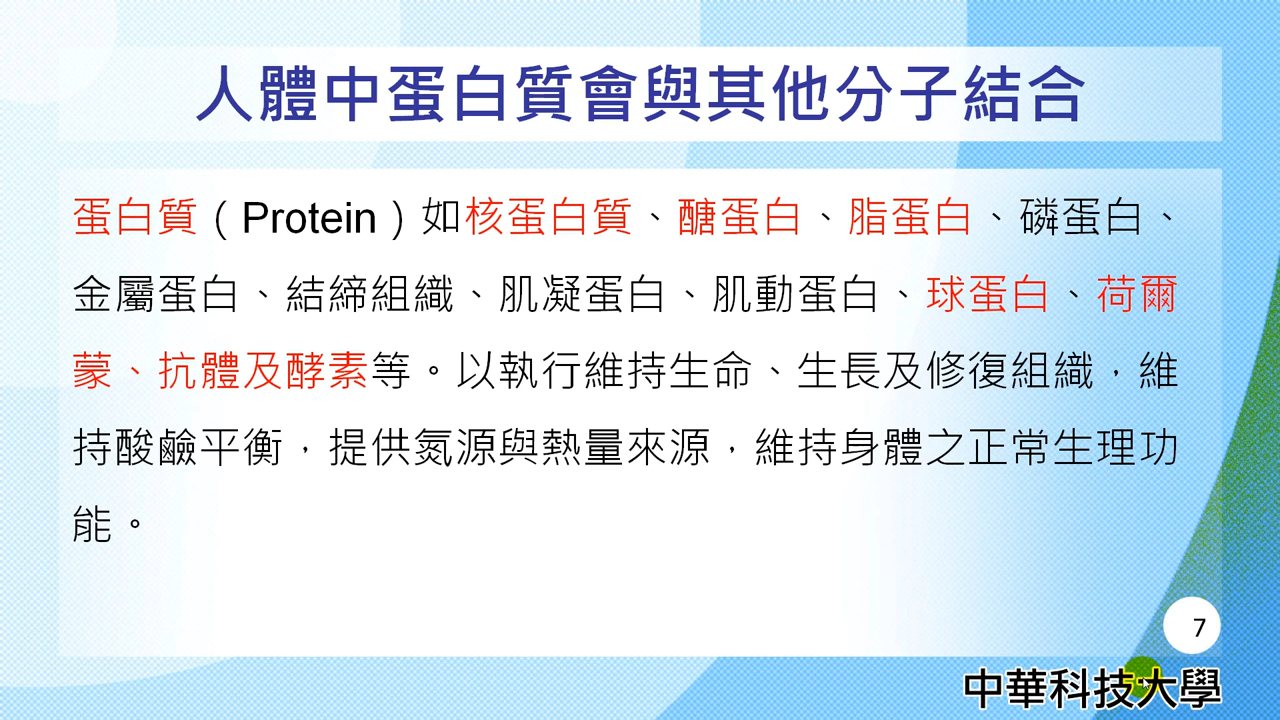 人體中蛋白質會與其他分子結合
蛋白質（Protein）如核蛋白質、醣蛋白、脂蛋白、磷蛋白、
金屬蛋白、結締組織、肌凝蛋白、肌動蛋白、球蛋白、荷爾
蒙、抗體及酵素等。以執行維持生命、生長及修復組織，維
持酸鹼平衡，提供氮源與熱量來源，維持身體之正常生理功
能。
7
中華科技大學